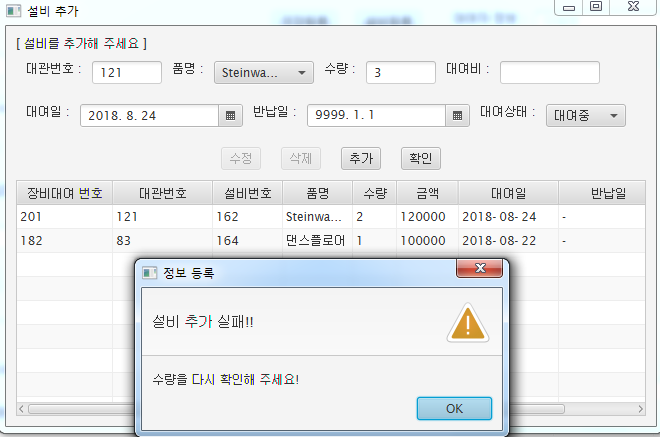 설비 추가
[ 설비를 추가해 주세요 ]
대관번호 : 121 품명 : Steinwa... 수량 : 3 대여비 :
대여일 : 2018. 8. 24 반납일 : 9999. 1. 1 대여상태 : 대여중
수정 삭제 추가 확인
장비대여 번호 대관번호 설비번호 품명 수량 금액 대여일 반납일
201 121 162 Steinwa... 2 120000 2018-08-24 -
182 83 164 댄스플로어 1 100000 2018-08-22 -
정보 등록
설비 추가 실패!!
수량을 다시 확인해 주세요!
OK